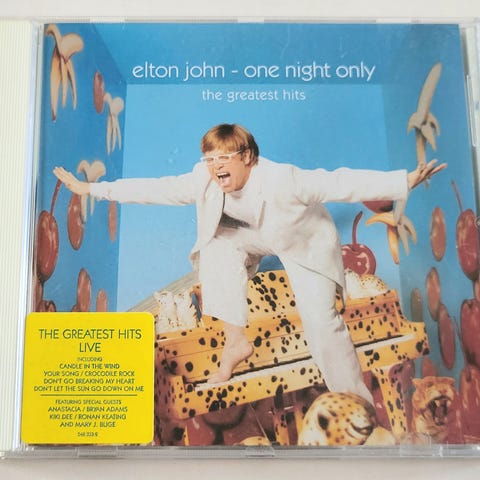 elton john - one night only
the greatest hits
THE GREATEST HITS
LIVE
INCLUDING
CANDLE IN THE WIND
YOUR SONG / CROCODILE ROCK
DON'T GO BREAKING MY HEART
DON'T LET THE SUN GO DOWN ON ME
FEATURING SPECIAL GUESTS
ANASTACIA / BRYAN ADAMS
KIKI DEE / RONAN KEATING
AND MARY J. BLIGE